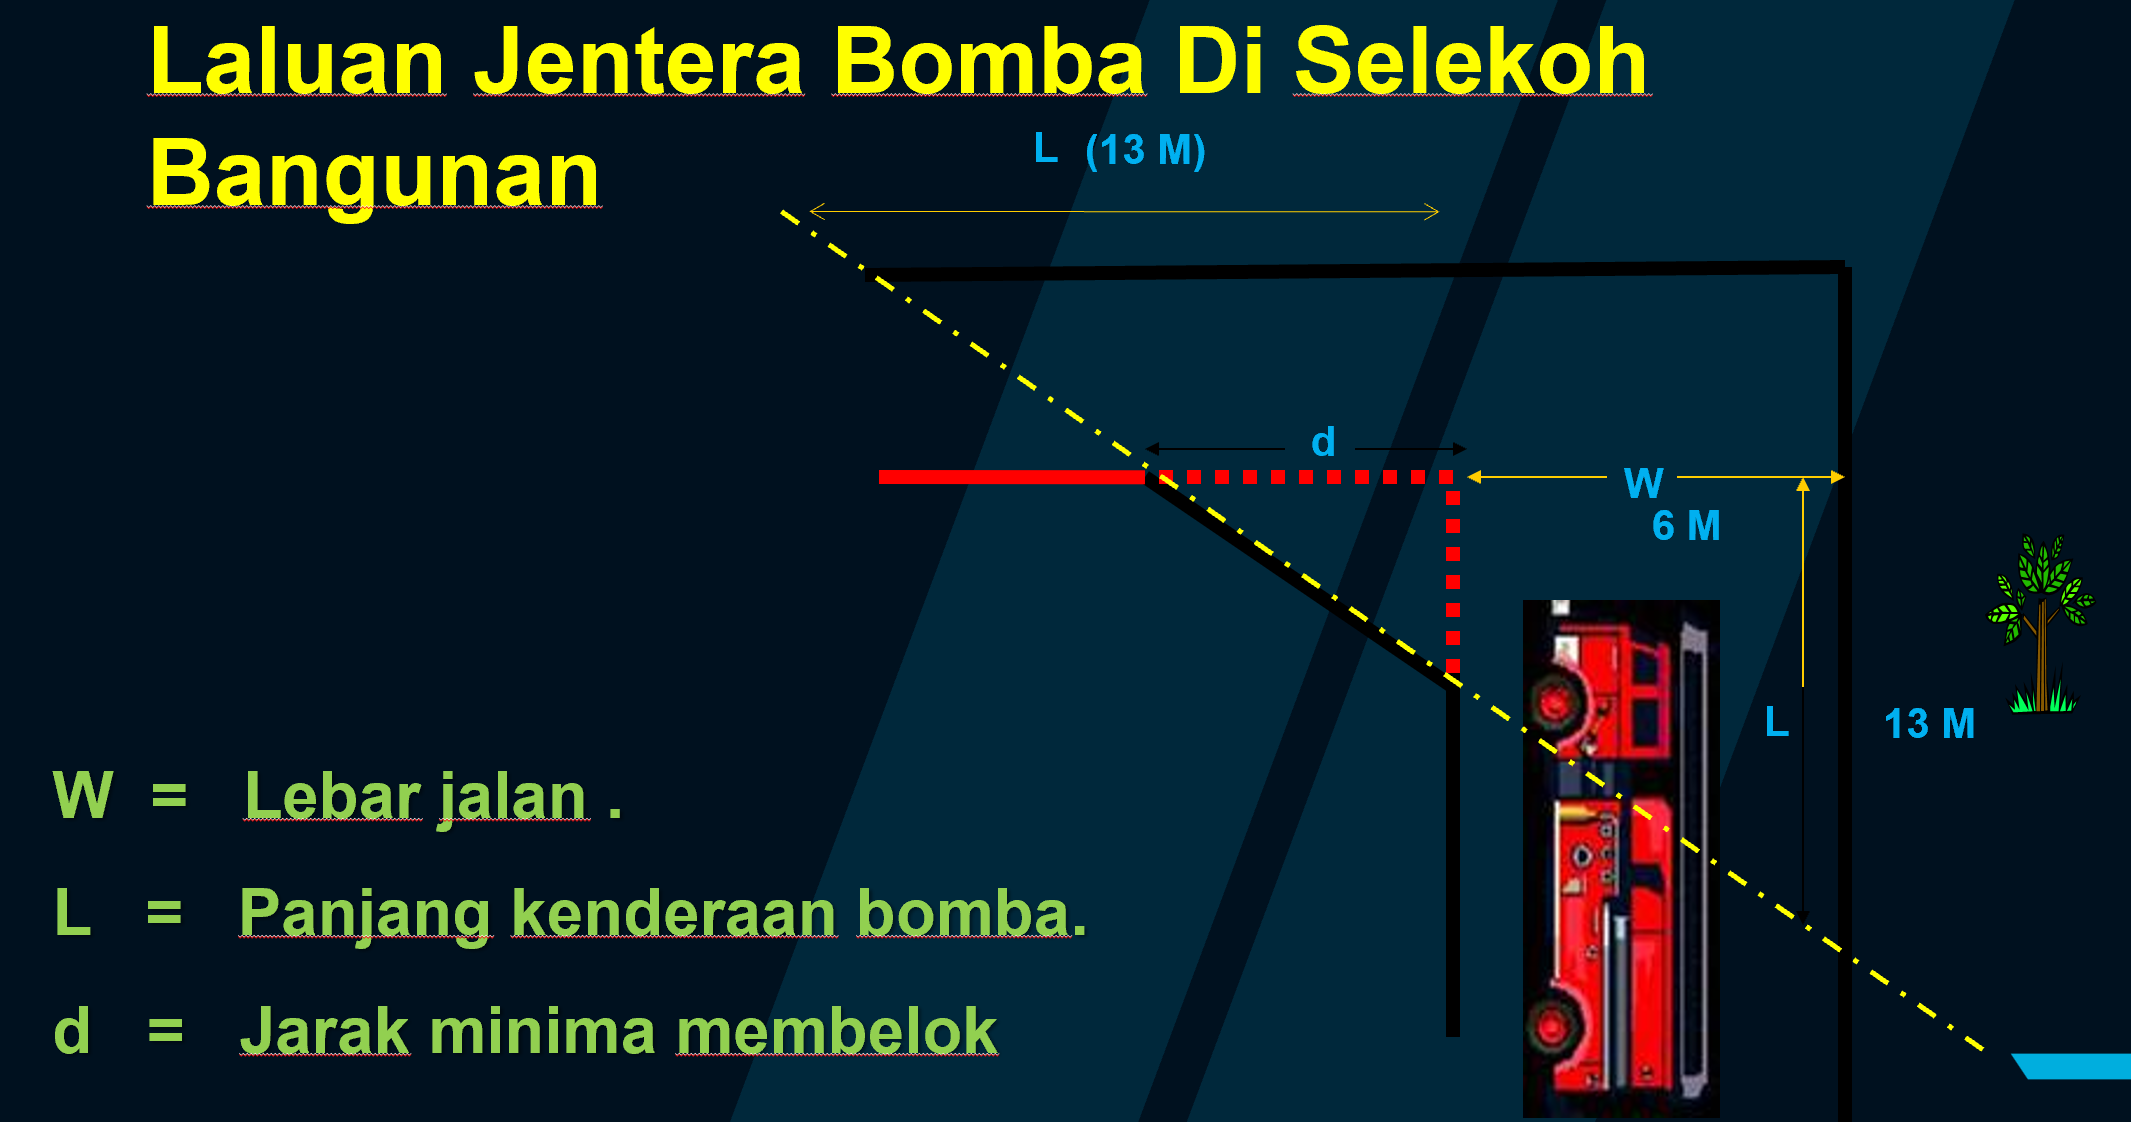 Laluan Jentera Bomba Di Selekoh
Bangunan
L (13 M)
d
W
6 M
L
13 M
W = Lebar jalan .
L = Panjang kenderaan bomba.
d = Jarak minima membelok